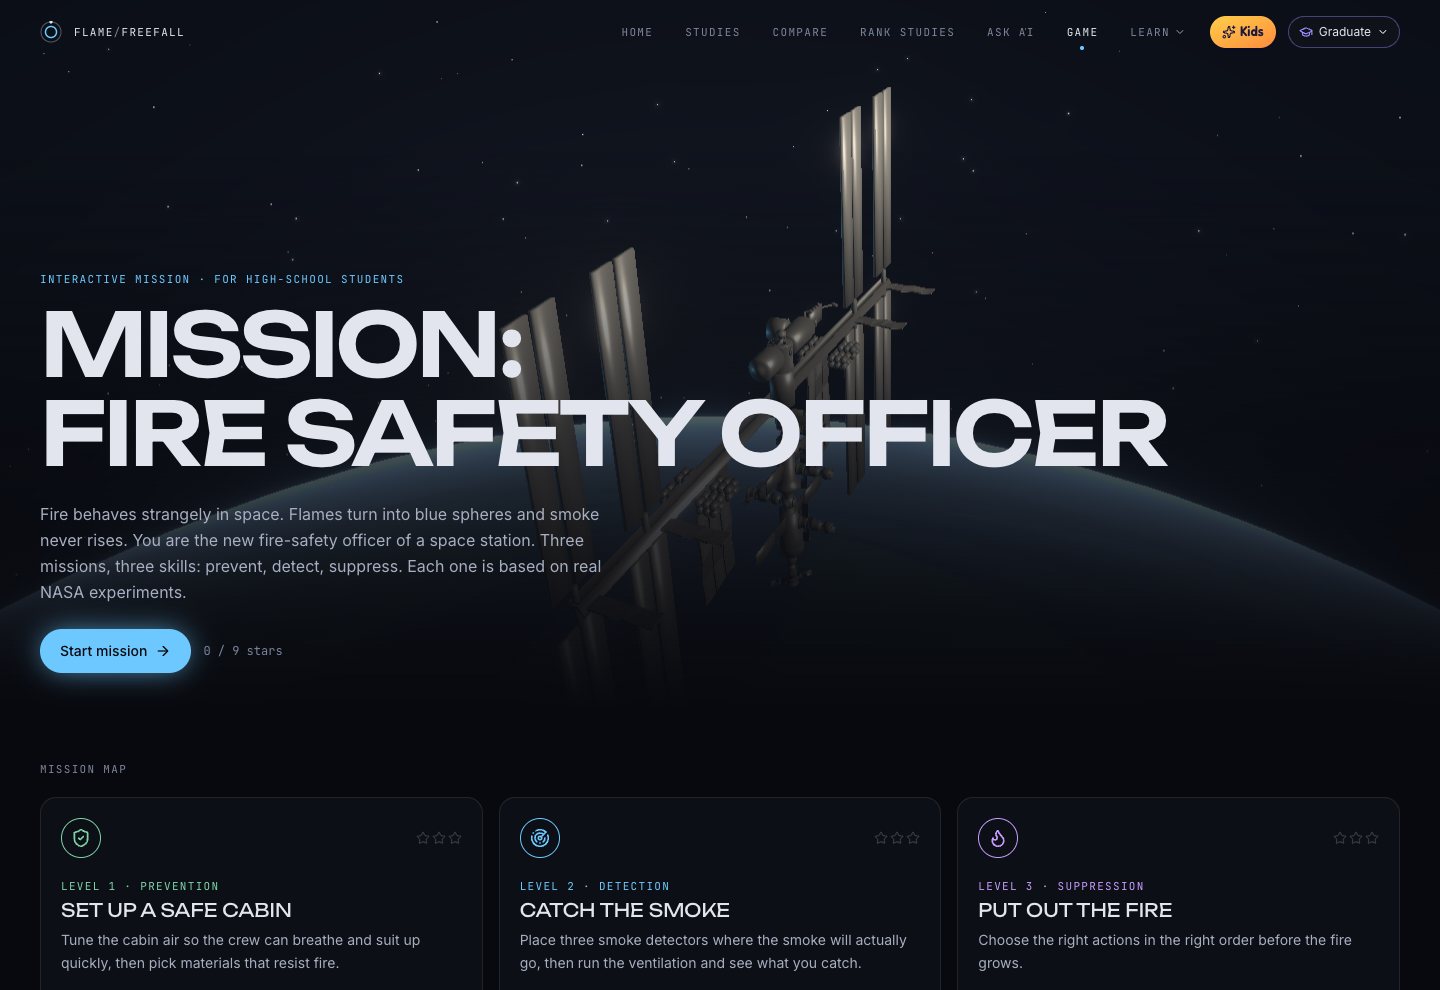 FLAME/FREEFALL
HOME STUDIES COMPARE RANK STUDIES ASK AI GAME LEARN Kids Graduate
INTERACTIVE MISSION · FOR HIGH-SCHOOL STUDENTS
MISSION:
FIRE SAFETY OFFICER
Fire behaves strangely in space. Flames turn into blue spheres and smoke
never rises. You are the new fire-safety officer of a space station. Three
missions, three skills: prevent, detect, suppress. Each one is based on real
NASA experiments.
Start mission 0 / 9 stars
MISSION MAP
LEVEL 1 · PREVENTION
SET UP A SAFE CABIN
Tune the cabin air so the crew can breathe and suit up
quickly, then pick materials that resist fire.
LEVEL 2 · DETECTION
CATCH THE SMOKE
Place three smoke detectors where the smoke will actually
go, then run the ventilation and see what you catch.
LEVEL 3 · SUPPRESSION
PUT OUT THE FIRE
Choose the right actions in the right order before the fire
grows.